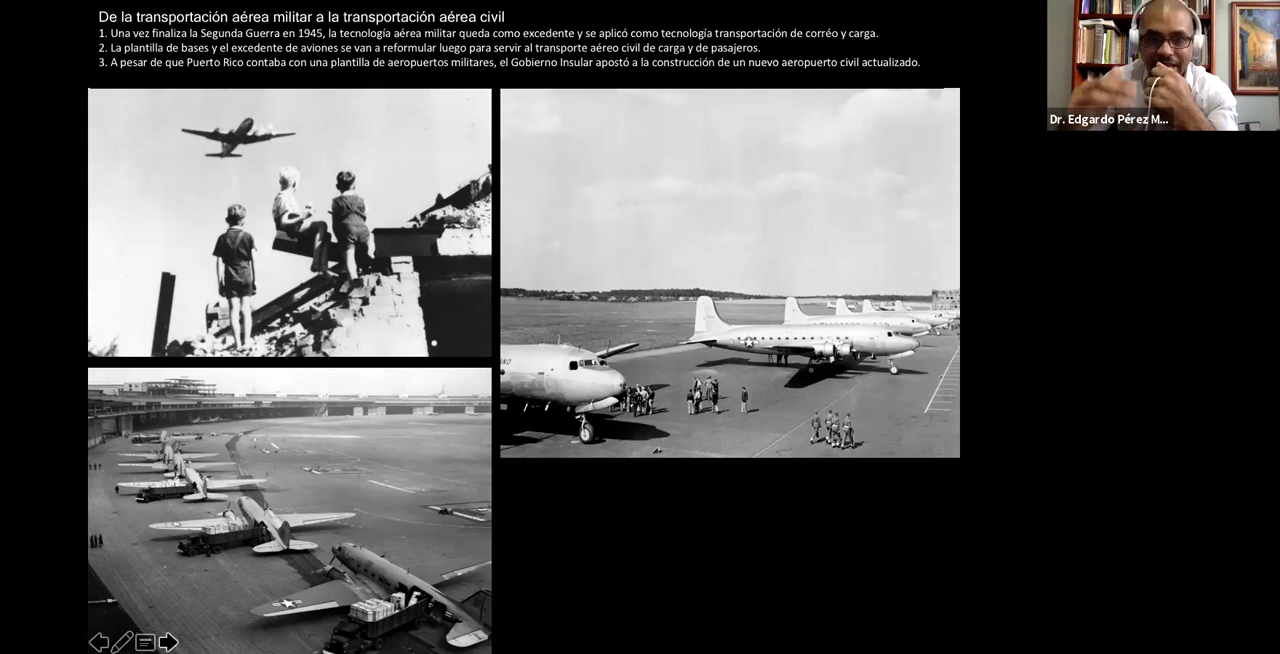 De la transportación aérea militar a la transportación aérea civil
1. Una vez finaliza la Segunda Guerra en 1945, la tecnología aérea militar queda como excedente y se aplicó como tecnología transportación de corréo y carga.
2. La plantilla de bases y el excedente de aviones se van a reformular luego para servir al transporte aéreo civil de carga y de pasajeros.
3. A pesar de que Puerto Rico contaba con una plantilla de aeropuertos militares, el Gobierno Insular apostó a la construcción de un nuevo aeropuerto civil actualizado.
Dr. Edgardo Pérez M...